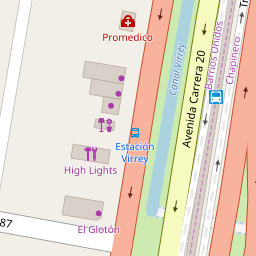 Promedico
Canal Virrey
Avenida Carrera 20
Barrios Unidos
Chapinero
Estación
Virrey
High Lights
El Glotón
87